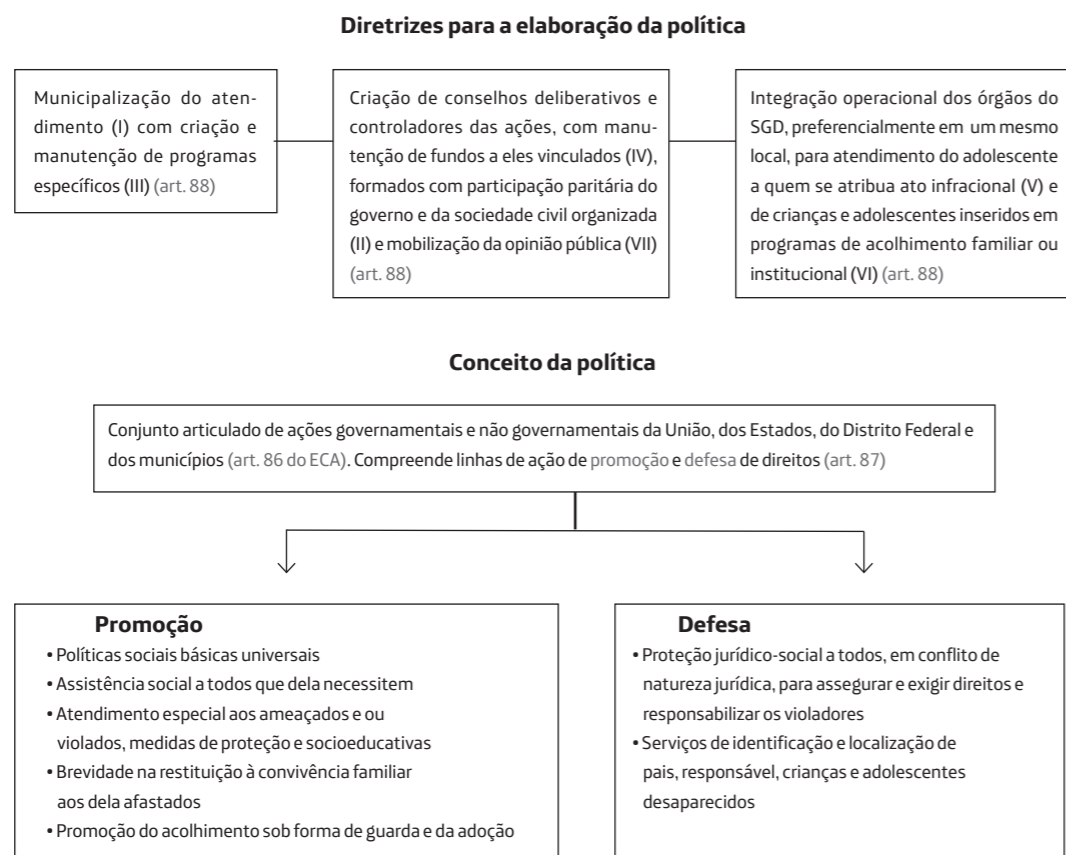 Diretrizes para a elaboração da política
Municipalização do aten-
dimento (I) com criação e
manutenção de programas
específicos (III) (art. 88)
Criação de conselhos deliberativos e
controladores das ações, com manu-
tenção de fundos a eles vinculados (IV),
formados com participação paritária do
governo e da sociedade civil organizada
(II) e mobilização da opinião pública (VII)
(art. 88)
Integração operacional dos órgãos do
SGD, preferencialmente em um mesmo
local, para atendimento do adolescente
a quem se atribua ato infracional (V) e
de crianças e adolescentes inseridos em
programas de acolhimento familiar ou
institucional (VI) (art. 88)
Conceito da política
Conjunto articulado de ações governamentais e não governamentais da União, dos Estados, do Distrito Federal e
dos municípios (art. 86 do ECA). Compreende linhas de ação de promoção e defesa de direitos (art. 87)
Promoção
• Políticas sociais básicas universais
• Assistência social a todos que dela necessitem
• Atendimento especial aos ameaçados e ou
violados, medidas de proteção e socioeducativas
• Brevidade na restituição à convivência familiar
aos dela afastados
• Promoção do acolhimento sob forma de guarda e da adoção
Defesa
• Proteção jurídico-social a todos, em conflito de
natureza jurídica, para assegurar e exigir direitos e
responsabilizar os violadores
• Serviços de identificação e localização de
pais, responsável, crianças e adolescentes
desaparecidos